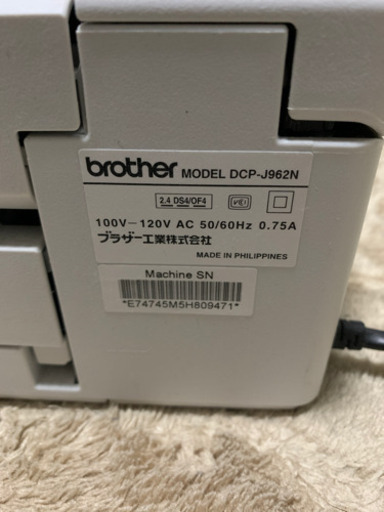 brother MODEL DCP-J962N
2.4 DS4/OF4
100V－120V AC 50/60Hz 0.75A
ブラザー工業株式会社
MADE IN PHILIPPINES
Machine SN
*E74745M5H809471*